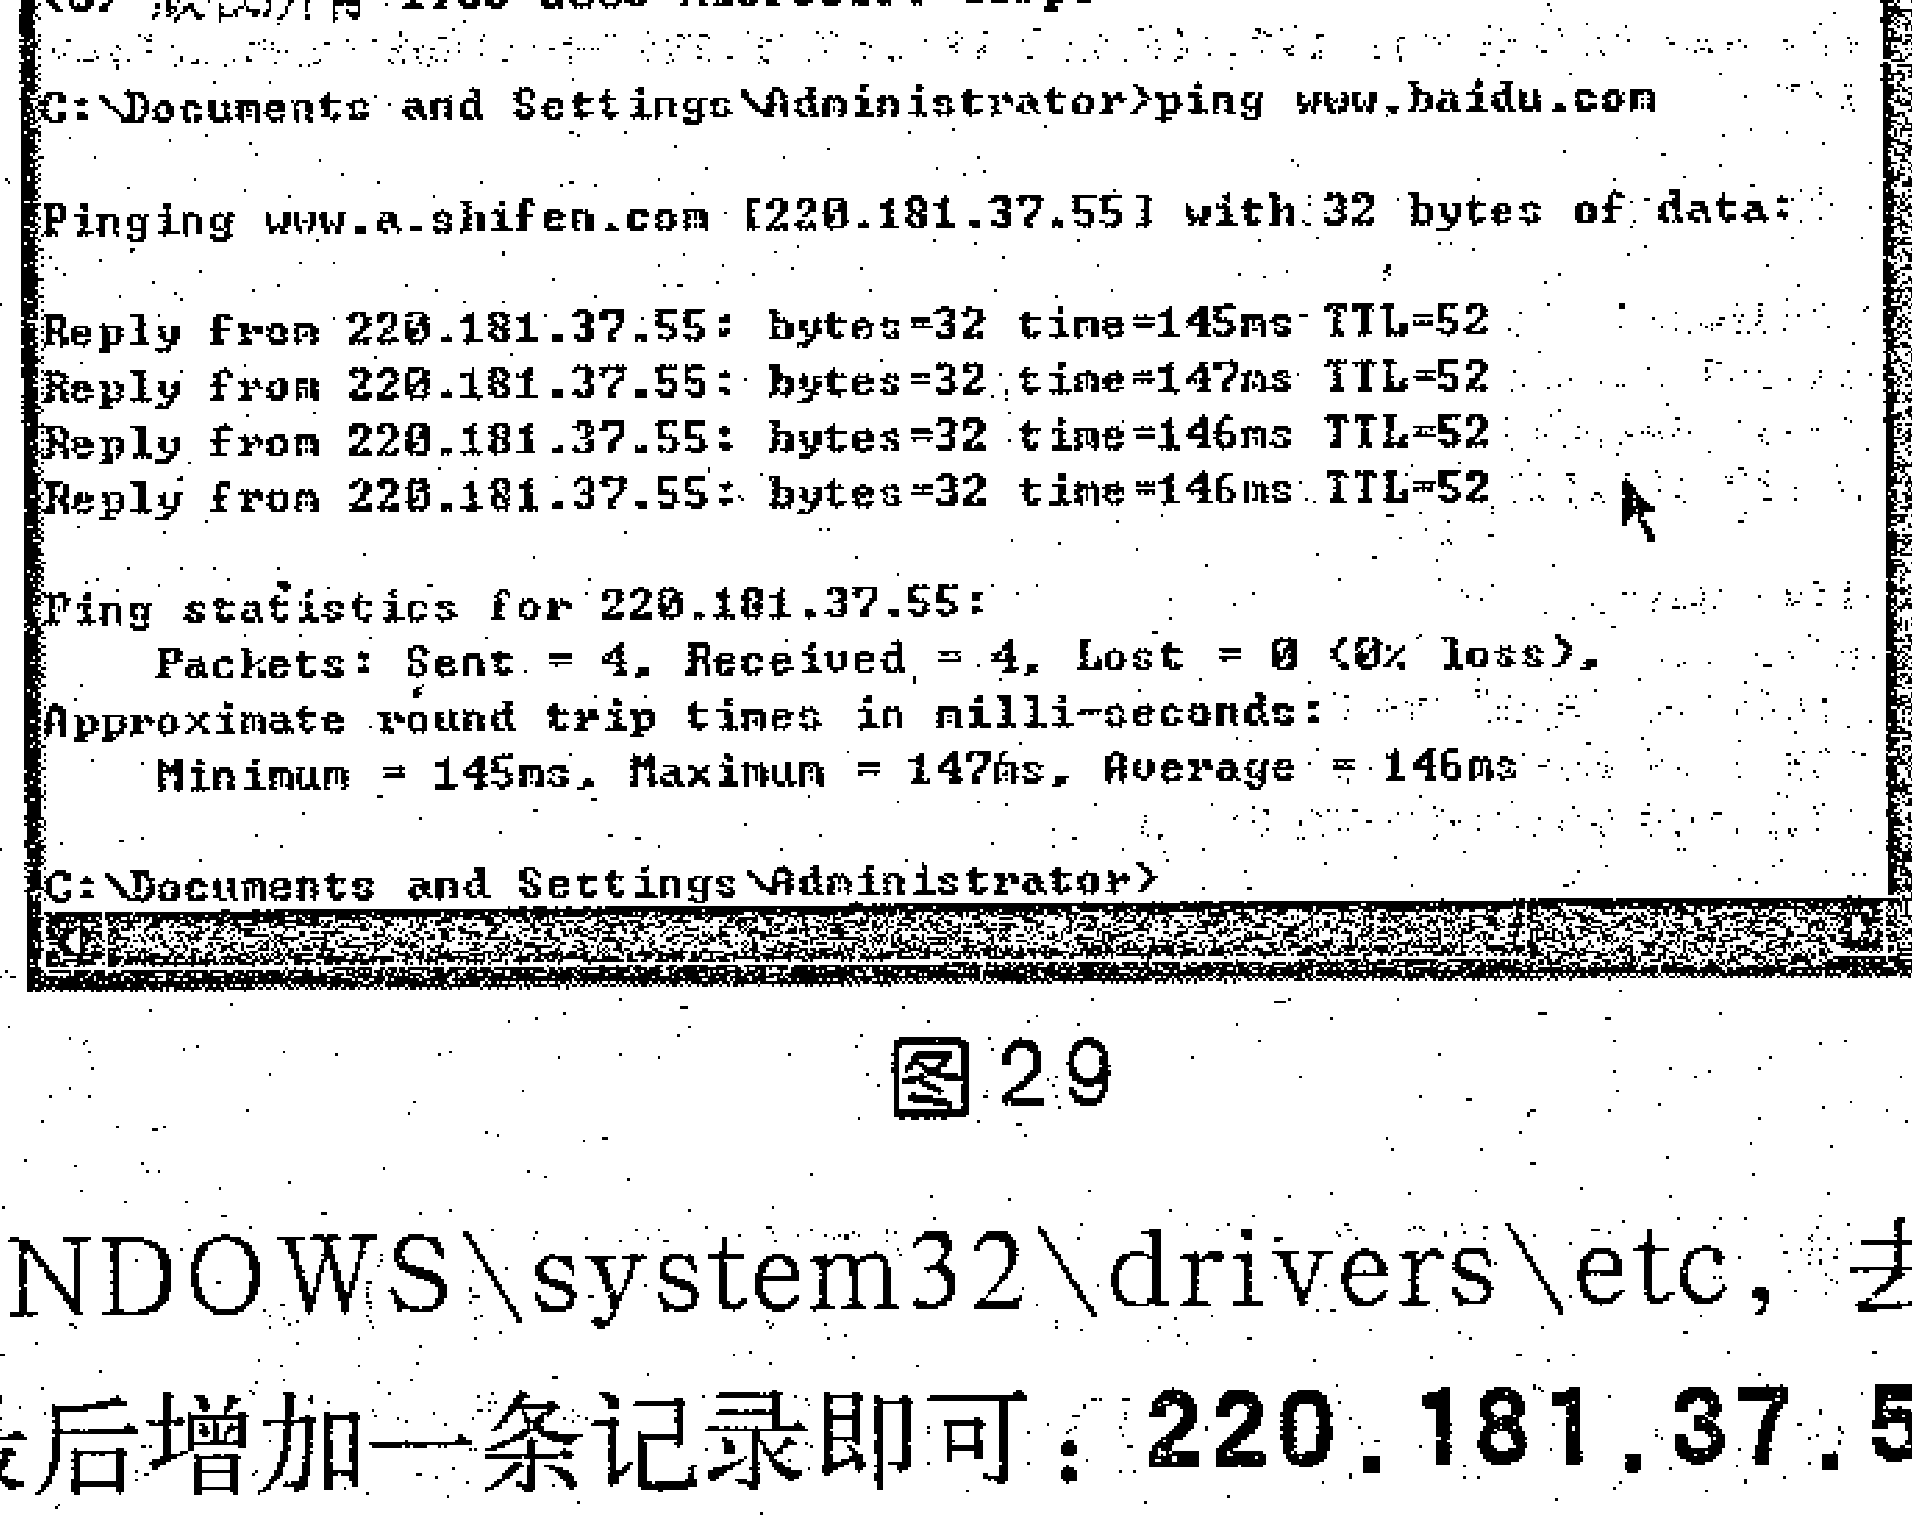 C:\Documents and Settings\Administrator>ping www.baidu.com
Pinging www.a.shifen.com [220.181.37.55] with 32 bytes of data:
Reply from 220.181.37.55: bytes=32 time=145ms TTL=52
Reply from 220.181.37.55: bytes=32 time=147ms TTL=52
Reply from 220.181.37.55: bytes=32 time=146ms TTL=52
Reply from 220.181.37.55: bytes=32 time=146ms TTL=52
Ping statistics for 220.181.37.55:
Packets: Sent = 4, Received = 4, Lost = 0 (0% loss),
Approximate round trip times in milli-seconds:
Minimum = 145ms, Maximum = 147ms, Average = 146ms
C:\Documents and Settings\Administrator>
图29
NDOWS\system32\drivers\etc,
后增加一条记录即可：220.181.37.5